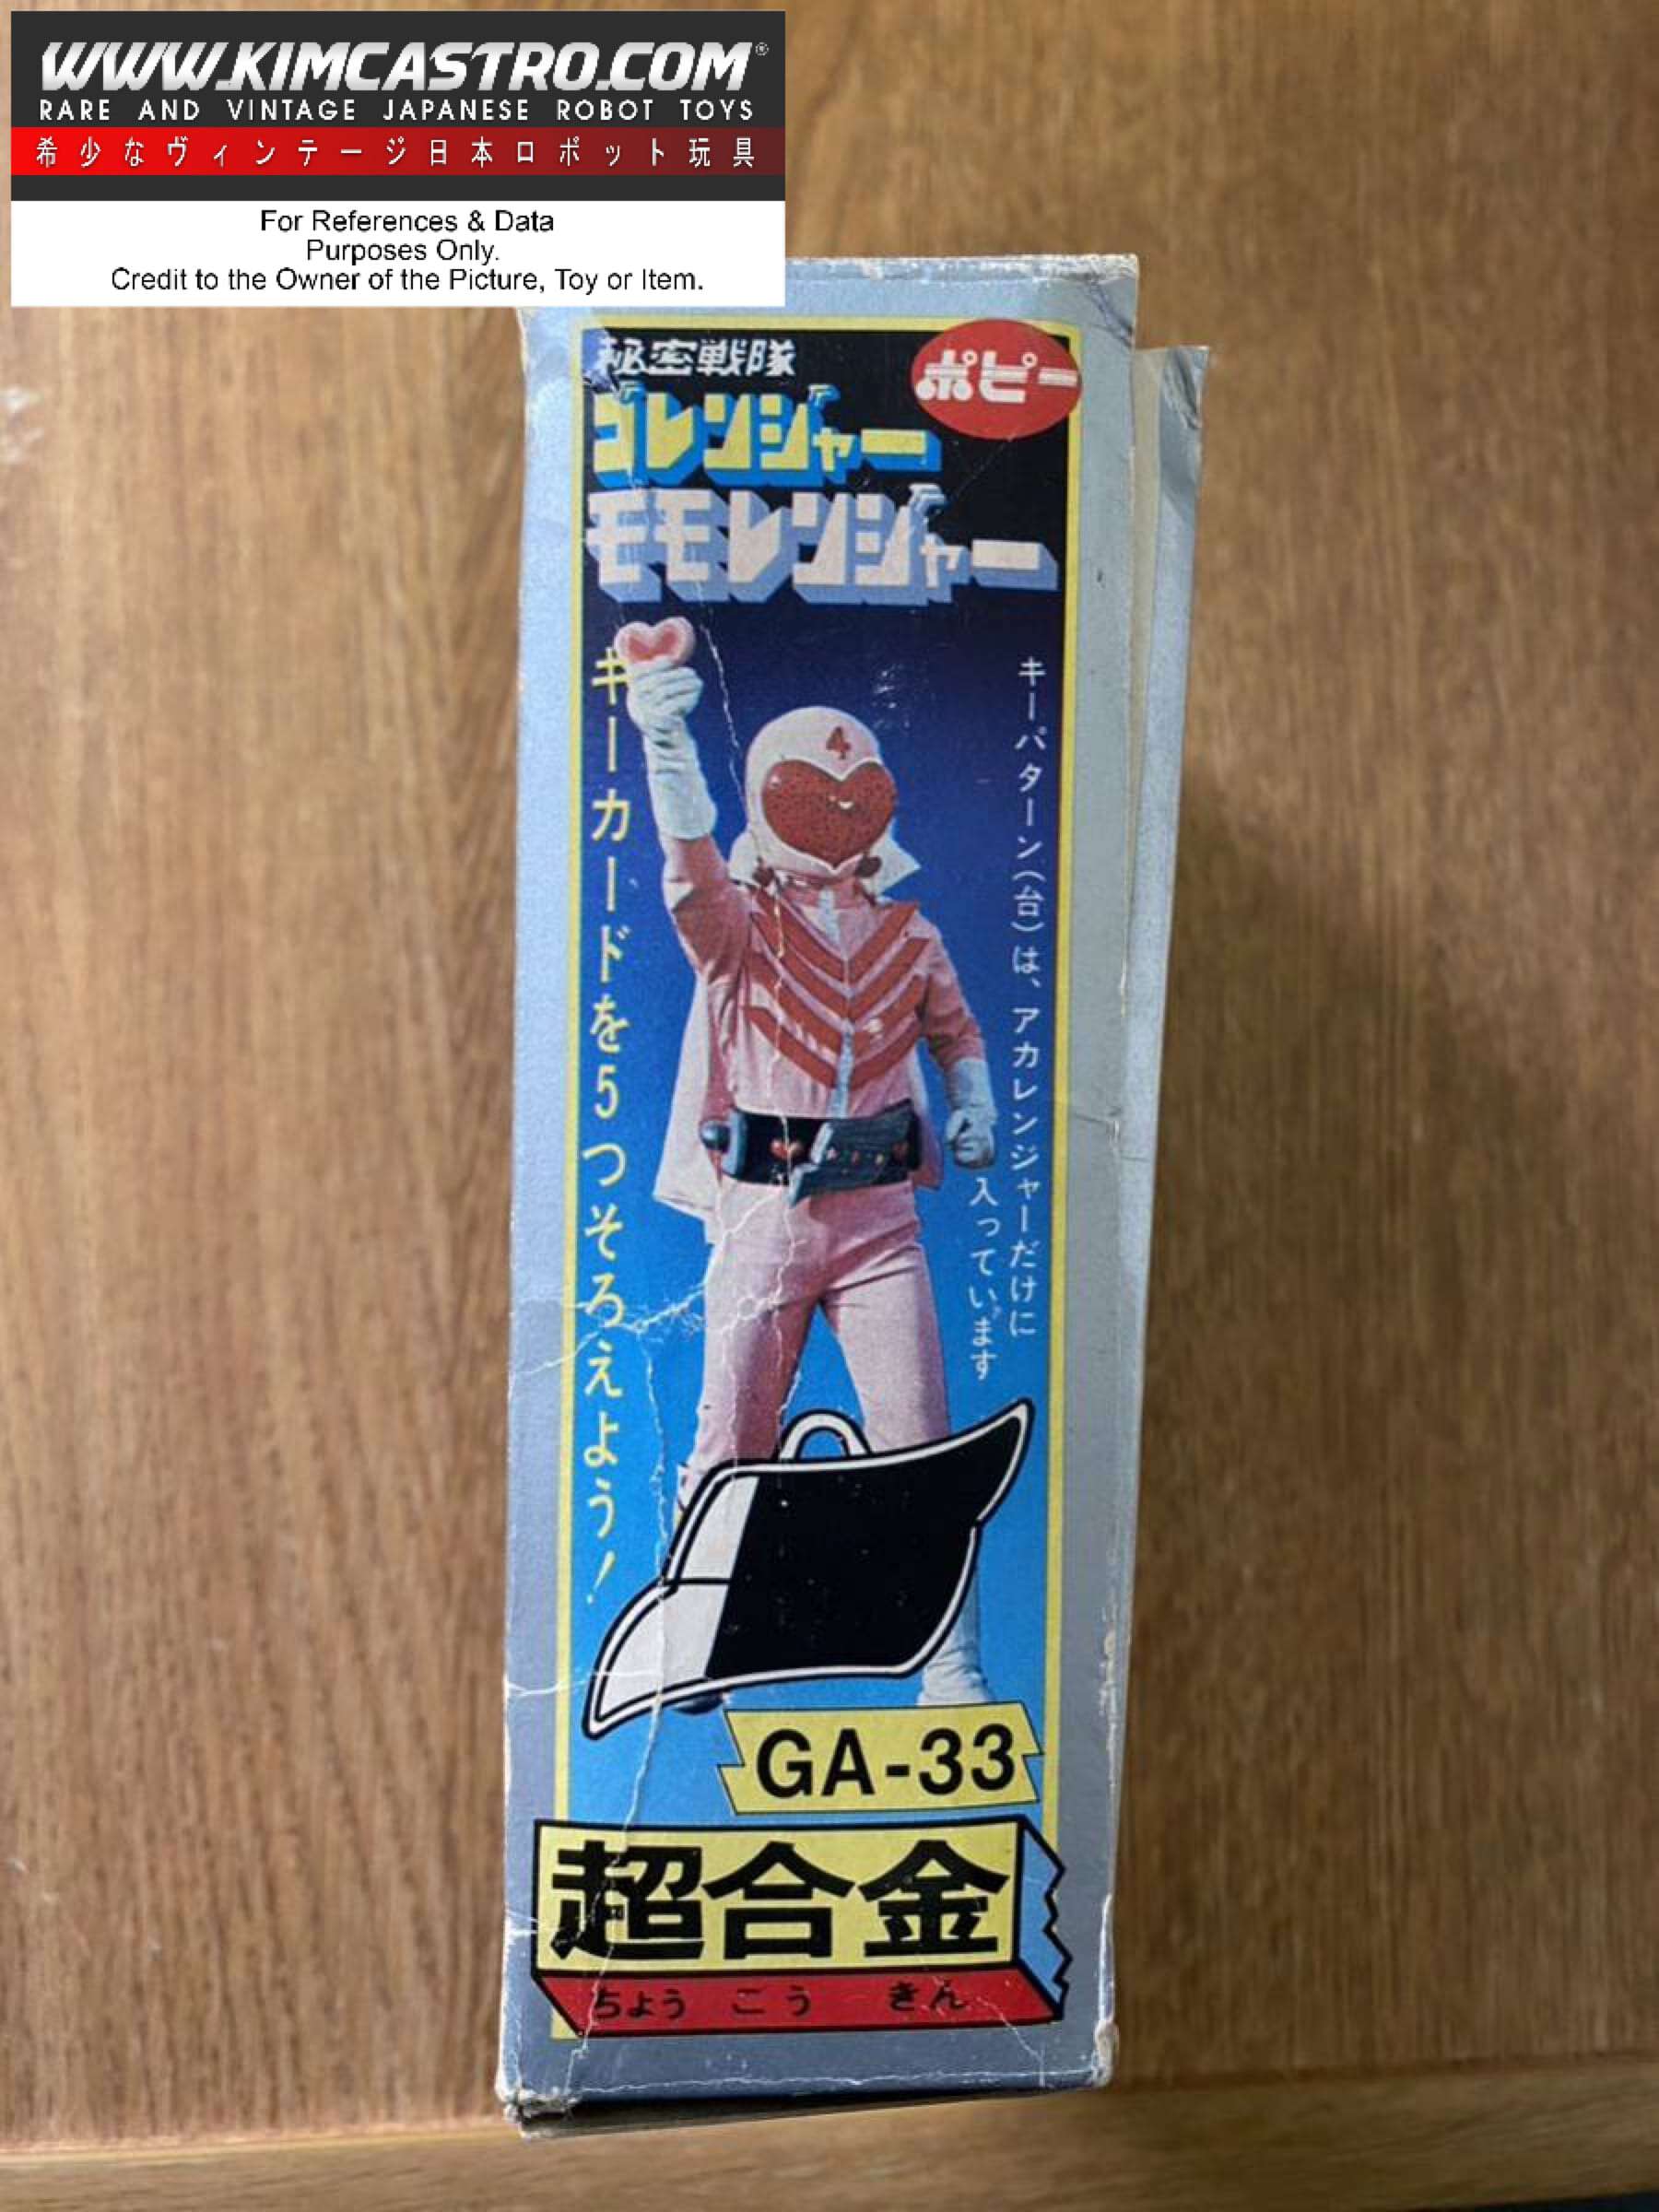 WWW.KIMCASTRO.COM®
RARE AND VINTAGE JAPANESE ROBOT TOYS
希少なヴィンテージ日本ロボット玩具
For References & Data
Purposes Only.
Credit to the Owner of the Picture, Toy or Item.
秘密戦隊
ポピー
ゴレンジャー
モモレンジャー
4
キーパターン(台)は、アカレンジャーだけに
入っています
キーカードを5つそろえよう!
GA-33
超合金
ちょう ごう きん